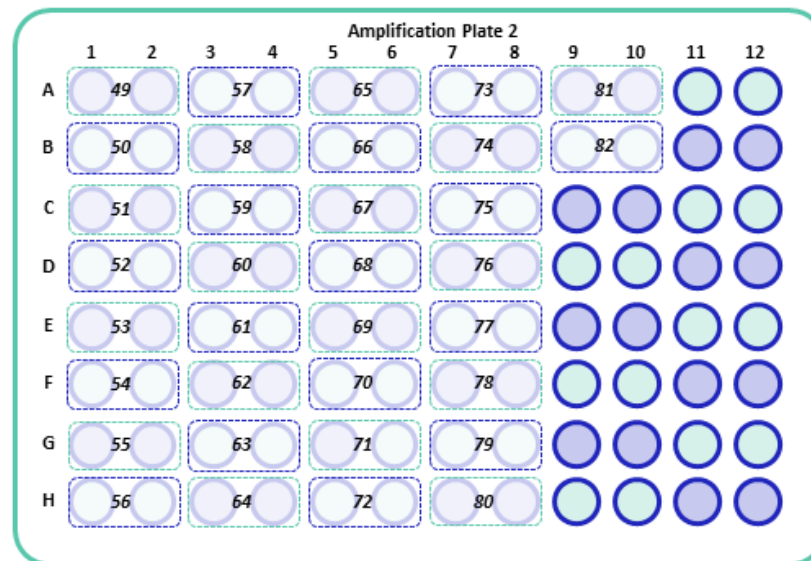 Amplification Plate 2
1 2 3 4 5 6 7 8 9 10 11 12
A 49 57 65 73 81
B 50 58 66 74 82
C 51 59 67 75
D 52 60 68 76
E 53 61 69 77
F 54 62 70 78
G 55 63 71 79
H 56 64 72 80